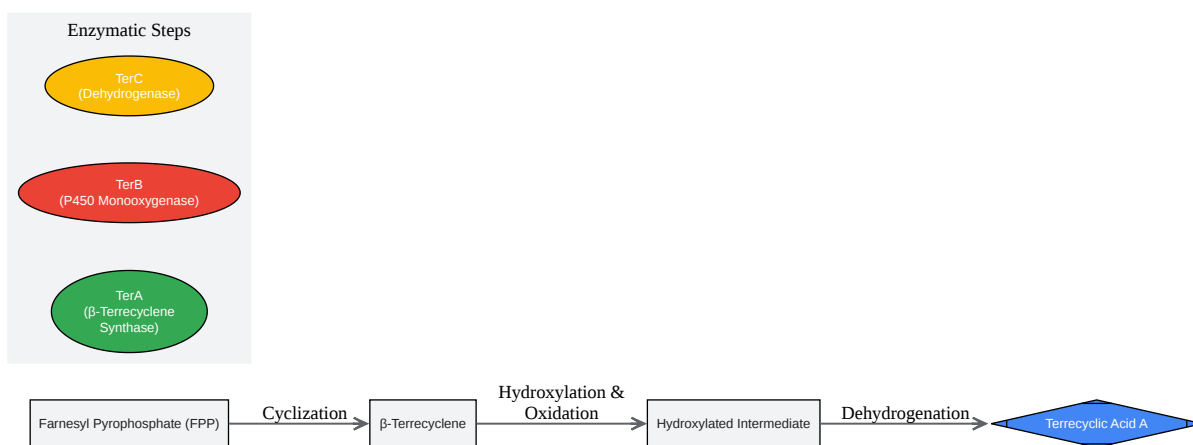 Enzymatic Steps
TerC
(Dehydrogenase)
TerB
(P450 Monooxygenase)
TerA
(β-Terrecyclene
Synthase)
Farnesyl Pyrophosphate (FPP)
Cyclization
β-Terrecyclene
Hydroxylation &
Oxidation
Hydroxylated Intermediate
Dehydrogenation
Terrecyclic Acid A